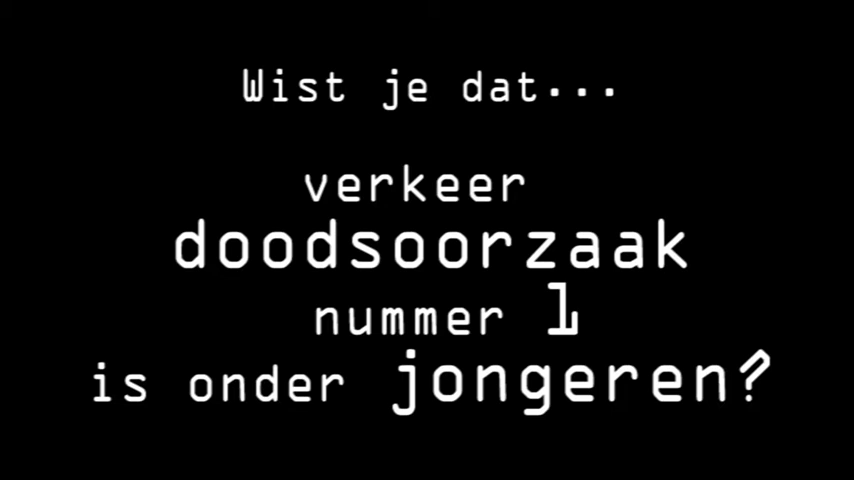 Wist je dat...
verkeer
doodsoorzaak
nummer 1
is onder jongeren?